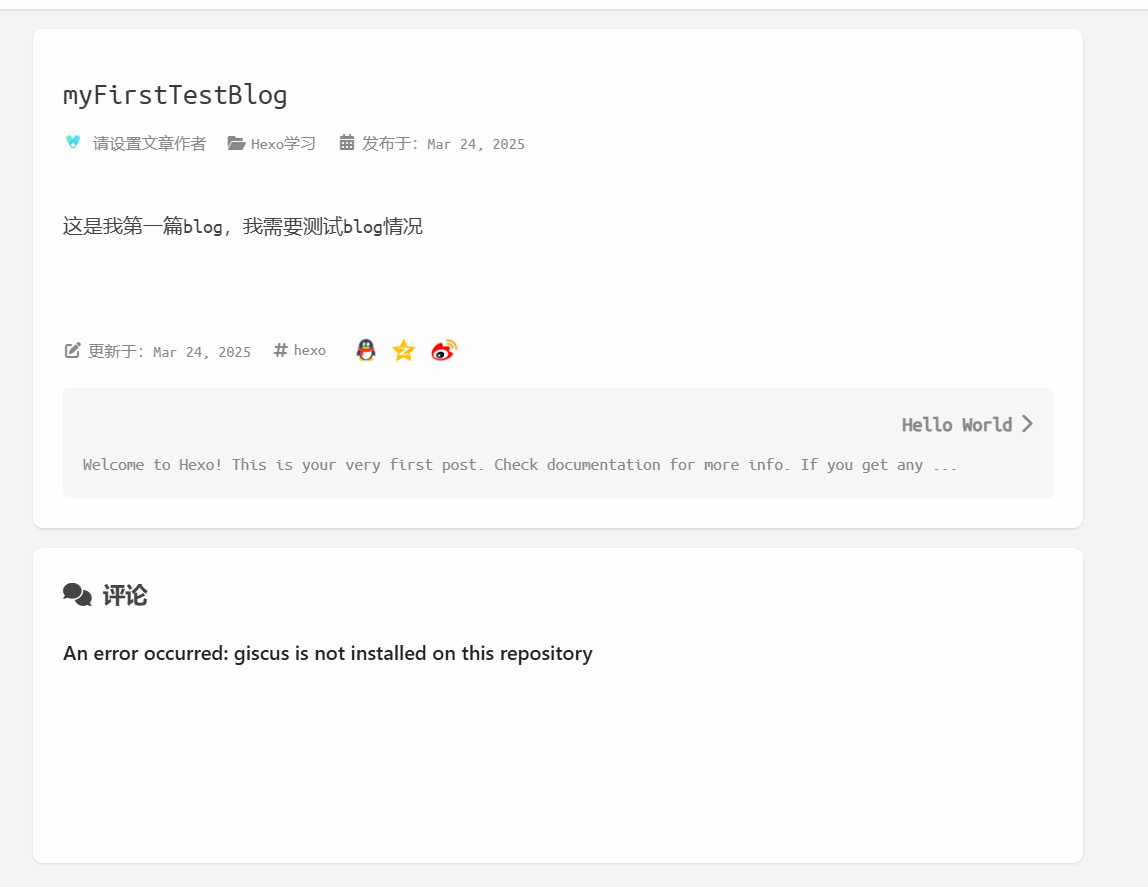 myFirstTestBlog
请设置文章作者 Hexo学习 发布于: Mar 24, 2025
这是我第一篇blog, 我需要测试blog情况
更新于: Mar 24, 2025 # hexo
Hello World
Welcome to Hexo! This is your very first post. Check documentation for more info. If you get any ...
评论
An error occurred: giscus is not installed on this repository